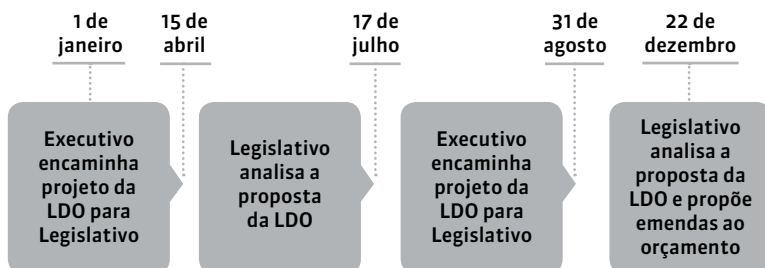 1 de
janeiro
15 de
abril
17 de
julho
31 de
agosto
22 de
dezembro
Executivo
encaminha
projeto da
LDO para
Legislativo
Legislativo
analisa a
proposta
da LDO
Executivo
encaminha
projeto da
LDO para
Legislativo
Legislativo
analisa a
proposta da
LDO e propõe
emendas ao
orçamento